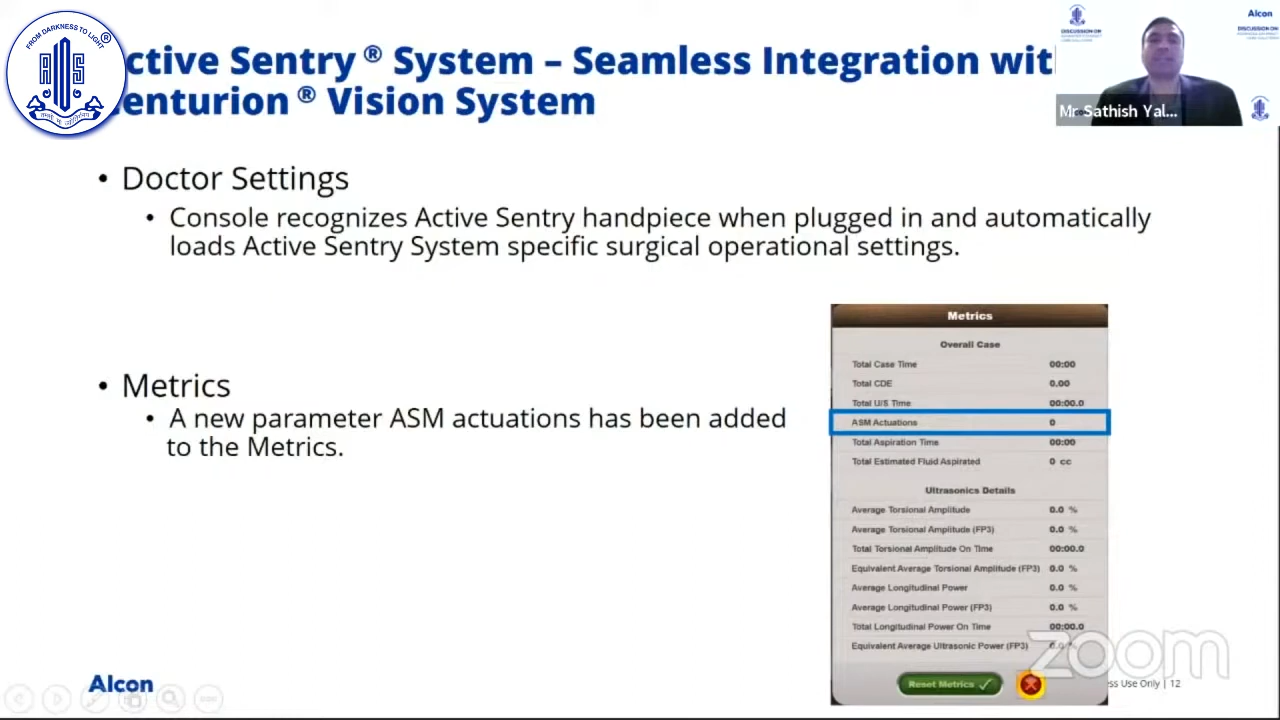 FROM DARKNESS TO LIGHT
®
ctive Sentry ® System – Seamless Integration wit
enturion ® Vision System
Alcon
DISCUSSION ON
Mr Sathish Yal...
• Doctor Settings
• Console recognizes Active Sentry handpiece when plugged in and automatically
loads Active Sentry System specific surgical operational settings.
• Metrics
• A new parameter ASM actuations has been added
to the Metrics.
Metrics
Overall Case
Total Case Time 00:00
Total CDE 0.00
Total U/S Time 00:00.0
ASM Actuations 0
Total Aspiration Time 00:00
Total Estimated Fluid Aspirated 0 cc
Ultrasonics Details
Average Torsional Amplitude 0.0 %
Average Torsional Amplitude (FP3) 0.0 %
Total Torsional Amplitude On Time 00:00.0
Equivalent Average Torsional Amplitude (FP3) 0.0 %
Average Longitudinal Power 0.0 %
Average Longitudinal Power (FP3) 0.0 %
Total Longitudinal Power On Time 00:00.0
Equivalent Average Ultrasonic Power (FP3) 0.0 %
Reset Metrics
zoom
Alcon
ess Use Only | 12